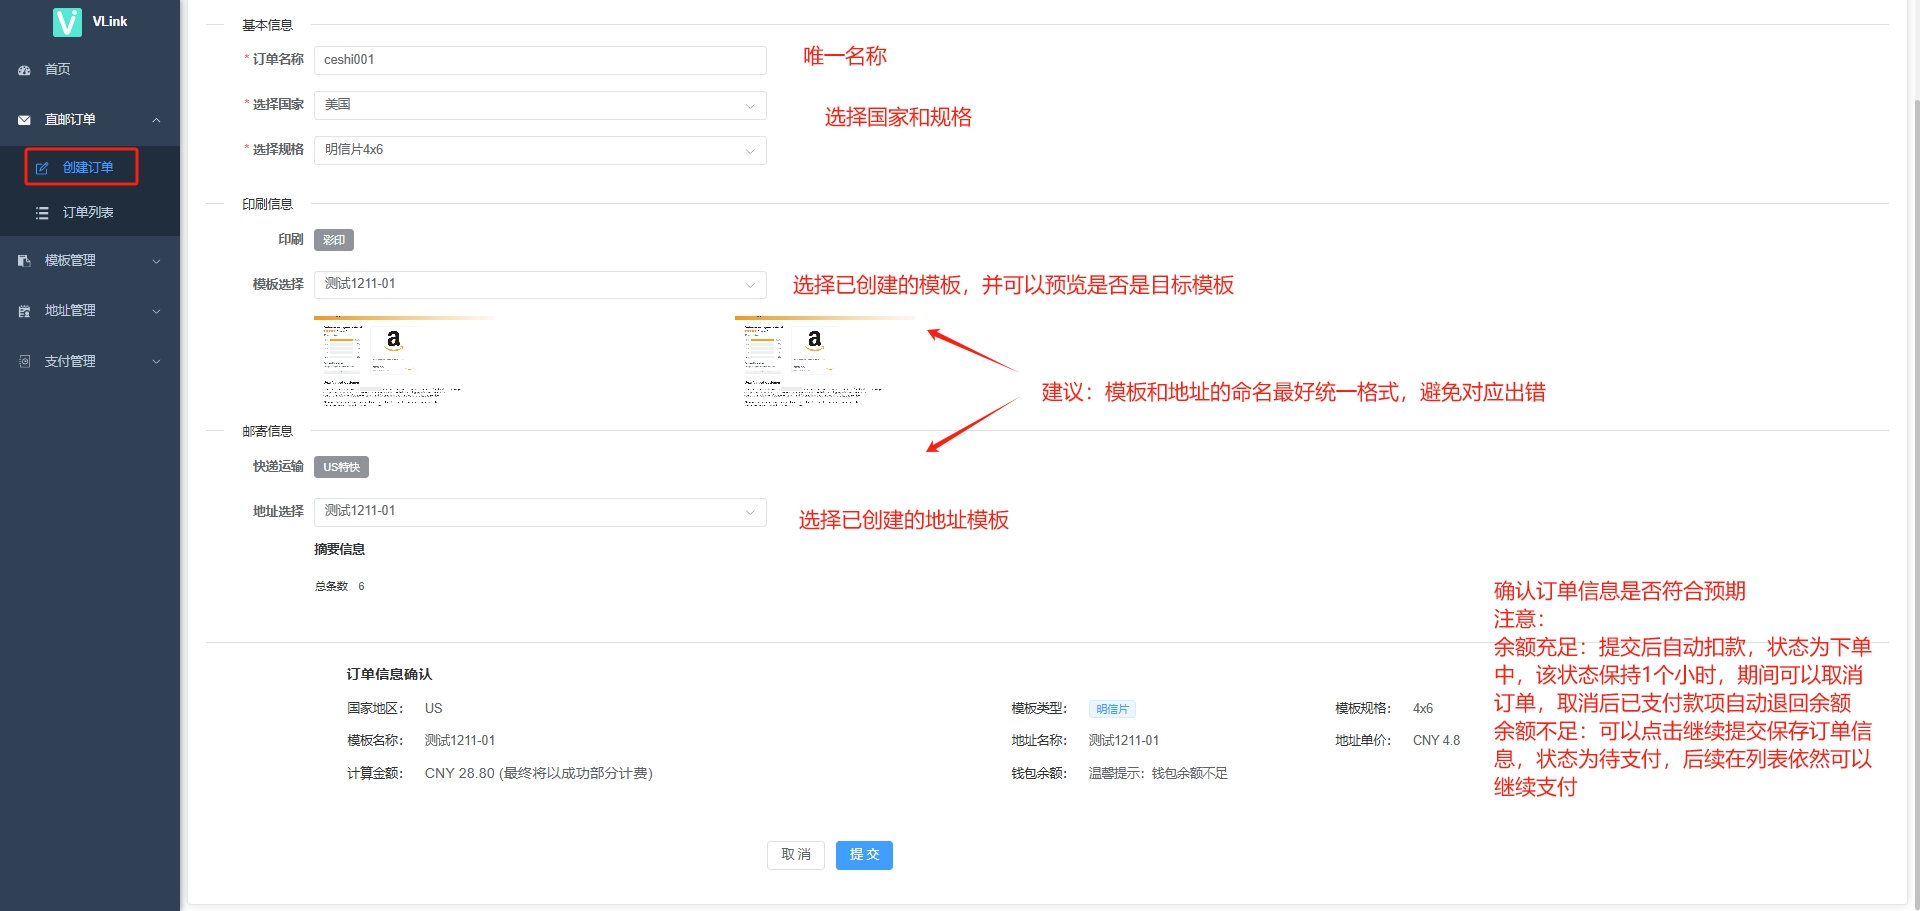 VLink
首页
直邮订单
创建订单
订单列表
模板管理
地址管理
支付管理
基本信息
* 订单名称 ceshi001
唯一名称
* 选择国家 美国
选择国家和规格
* 选择规格 明信片4x6
印刷信息
印刷 彩印
模板选择 测试1211-01
选择已创建的模板，并可以预览是否是目标模板
a
a
建议：模板和地址的命名最好统一格式，避免对应出错
邮寄信息
快递运输 US特快
地址选择 测试1211-01
选择已创建的地址模板
摘要信息
总条数 6
确认订单信息是否符合预期
注意：
余额充足：提交后自动扣款，状态为下单
中，该状态保持1个小时，期间可以取消
订单，取消后已支付款项自动退回余额
余额不足：可以点击继续提交保存订单信
息，状态为待支付，后续在列表依然可以
继续支付
订单信息确认
国家地区： US 模板类型： 明信片 模板规格： 4x6
模板名称： 测试1211-01 地址名称： 测试1211-01 地址单价： CNY 4.8
计算金额： CNY 28.80 (最终将以成功部分计费) 钱包余额： 温馨提示：钱包余额不足
取消 提交